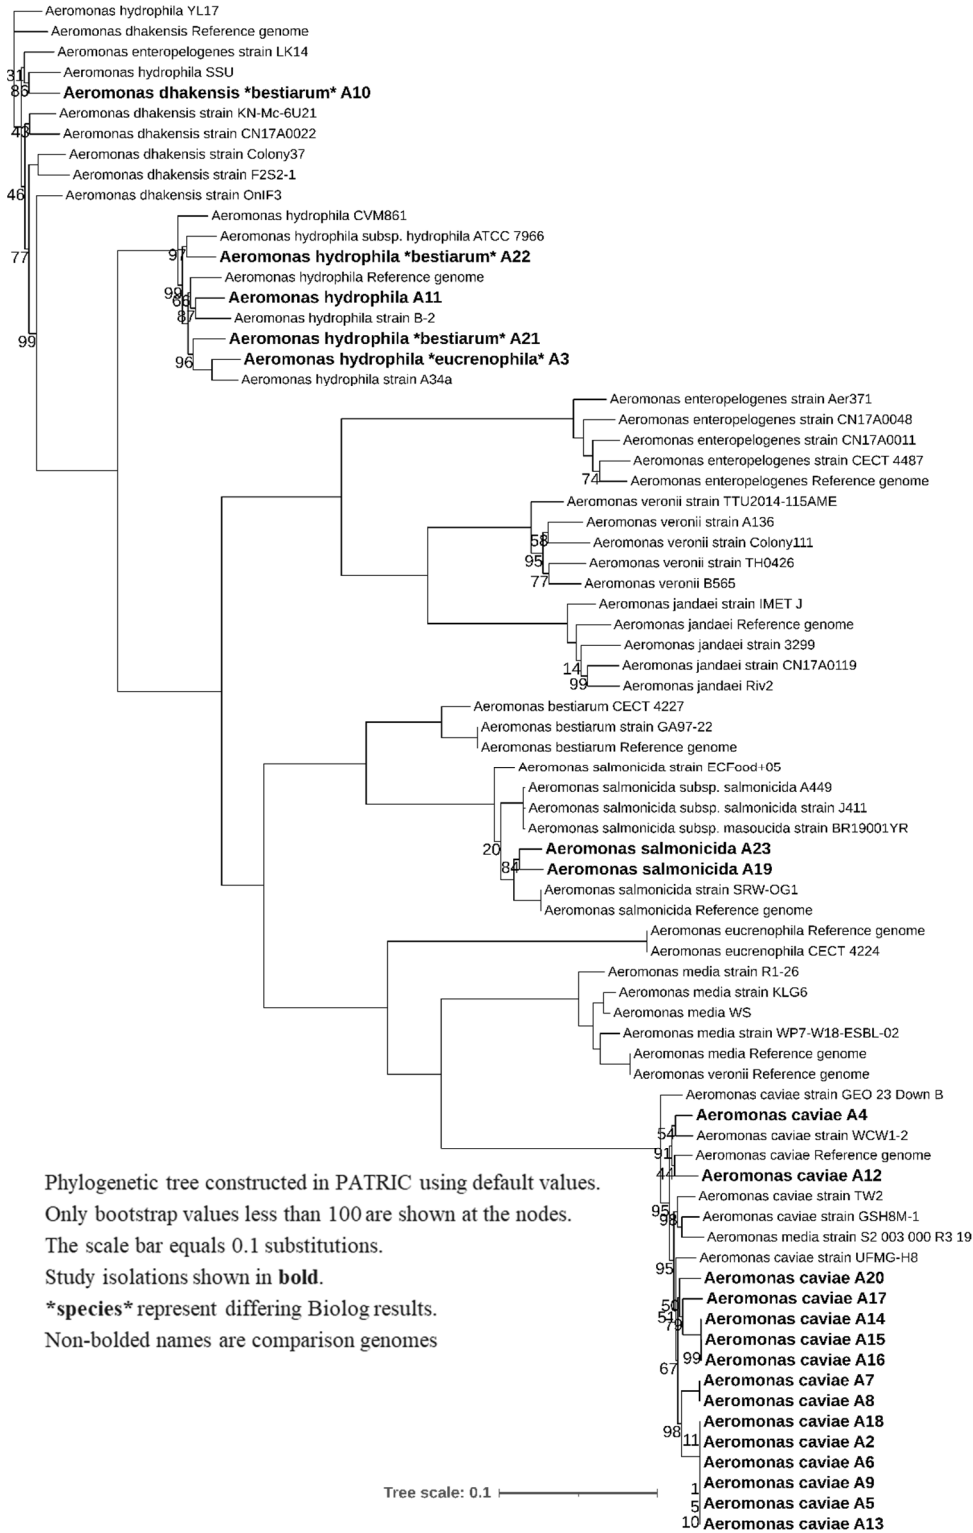 Aeromonas hydrophila YL17
Aeromonas dhakensis Reference genome
Aeromonas enteropelogenes strain LK14
31
Aeromonas hydrophila SSU
86
Aeromonas dhakensis *bestiarum* A10
Aeromonas dhakensis strain KN-Mc-6U21
43
Aeromonas dhakensis strain CN17A0022
Aeromonas dhakensis strain Colony37
Aeromonas dhakensis strain F2S2-1
46
Aeromonas dhakensis strain OnIF3
Aeromonas hydrophila CVM861
Aeromonas hydrophila subsp. hydrophila ATCC 7966
77
97
Aeromonas hydrophila *bestiarum* A22
Aeromonas hydrophila Reference genome
99
66
Aeromonas hydrophila A11
87
Aeromonas hydrophila strain B-2
99
Aeromonas hydrophila *bestiarum* A21
96
Aeromonas hydrophila *eucrenophila* A3
Aeromonas hydrophila strain A34a
Aeromonas enteropelogenes strain Aer371
Aeromonas enteropelogenes strain CN17A0048
Aeromonas enteropelogenes strain CN17A0011
Aeromonas enteropelogenes strain CECT 4487
74
Aeromonas enteropelogenes Reference genome
Aeromonas veronii strain TTU2014-115AME
Aeromonas veronii strain A136
58
Aeromonas veronii strain Colony111
95
Aeromonas veronii strain TH0426
77
Aeromonas veronii B565
Aeromonas jandaei strain IMET J
Aeromonas jandaei Reference genome
Aeromonas jandaei strain 3299
14
Aeromonas jandaei strain CN17A0119
99
Aeromonas jandaei Riv2
Aeromonas bestiarum CECT 4227
Aeromonas bestiarum strain GA97-22
Aeromonas bestiarum Reference genome
Aeromonas salmonicida strain ECFood+05
Aeromonas salmonicida subsp. salmonicida A449
Aeromonas salmonicida subsp. salmonicida strain J411
Aeromonas salmonicida subsp. masoucida strain BR19001YR
20
Aeromonas salmonicida A23
84
Aeromonas salmonicida A19
Aeromonas salmonicida strain SRW-OG1
Aeromonas salmonicida Reference genome
Aeromonas eucrenophila Reference genome
Aeromonas eucrenophila CECT 4224
Aeromonas media strain R1-26
Aeromonas media strain KLG6
Aeromonas media WS
Aeromonas media strain WP7-W18-ESBL-02
Aeromonas media Reference genome
Aeromonas veronii Reference genome
Aeromonas caviae strain GEO 23 Down B
Aeromonas caviae A4
54
Aeromonas caviae strain WCW1-2
91
Aeromonas caviae Reference genome
44
Aeromonas caviae A12
Aeromonas caviae strain TW2
95
98
Aeromonas caviae strain GSH8M-1
Aeromonas media strain S2 003 000 R3 19
Aeromonas caviae strain UFMG-H8
95
Aeromonas caviae A20
50
Aeromonas caviae A17
51
79
Aeromonas caviae A14
Aeromonas caviae A15
99
Aeromonas caviae A16
67
Aeromonas caviae A7
Aeromonas caviae A8
Aeromonas caviae A18
98
11
Aeromonas caviae A2
Aeromonas caviae A6
1
Aeromonas caviae A9
5
Aeromonas caviae A5
10
Aeromonas caviae A13
Phylogenetic tree constructed in PATRIC using default values.
Only bootstrap values less than 100 are shown at the nodes.
The scale bar equals 0.1 substitutions.
Study isolations shown in bold.
*species* represent differing Biolog results.
Non-bolded names are comparison genomes
Tree scale: 0.1